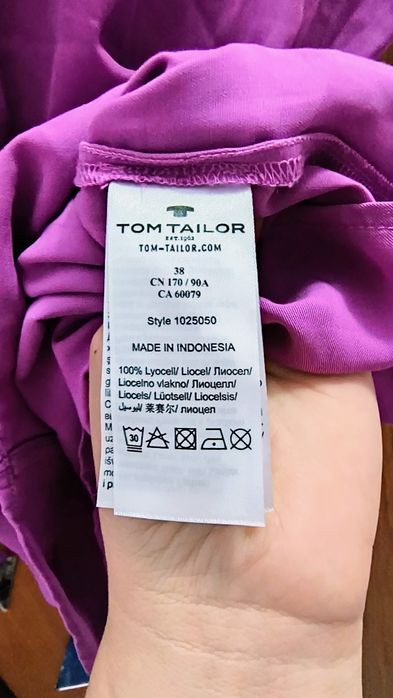 TOM TAILOR
EST. 1962
TOM-TAILOR.COM
38
CN 170 / 90A
CA 60079
Style 1025050
MADE IN INDONESIA
100% Lyocell/ Liocel/ Лиосел/
Liocelno vlakno/ Лиоцелл/
Liocels/ Lüotsell/ Liocelsis/
ليوسيل/ 莱赛尔/ лиоцел
30